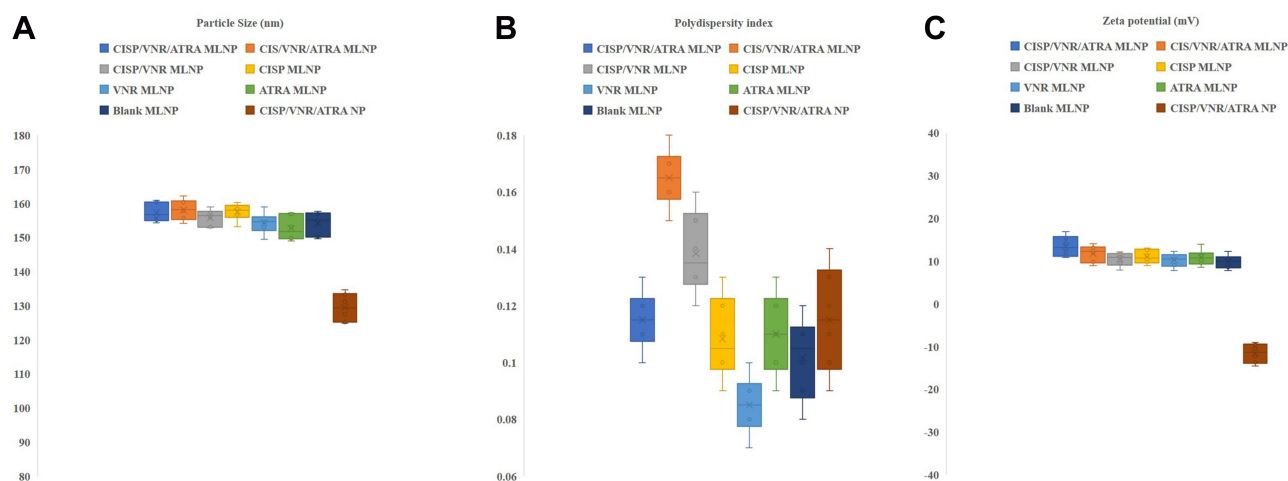 A
Particle Size (nm)
CISP/VNR/ATRA MLNP CIS/VNR/ATRA MLNP
CISP/VNR MLNP CISP MLNP
VNR MLNP ATRA MLNP
Blank MLNP CISP/VNR/ATRA NP
180
170
160
150
140
130
120
110
100
90
80
B
Polydispersity index
CISP/VNR/ATRA MLNP CIS/VNR/ATRA MLNP
CISP/VNR MLNP CISP MLNP
VNR MLNP ATRA MLNP
Blank MLNP CISP/VNR/ATRA NP
0.18
0.16
0.14
0.12
0.1
0.08
0.06
C
Zeta potential (mV)
CISP/VNR/ATRA MLNP CIS/VNR/ATRA MLNP
CISP/VNR MLNP CISP MLNP
VNR MLNP ATRA MLNP
Blank MLNP CISP/VNR/ATRA NP
40
30
20
10
0
-10
-20
-30
-40